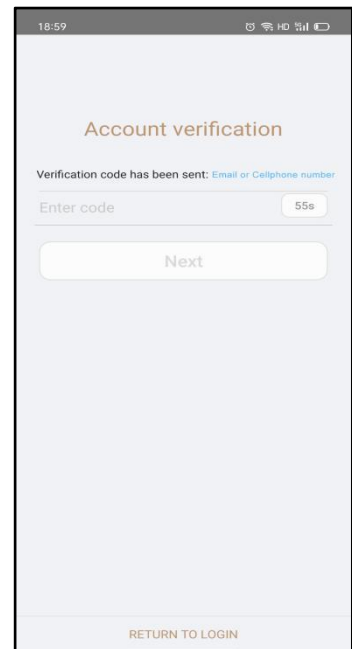 18:59 HD 5G
Account verification
Verification code has been sent: Email or Cellphone number
Enter code 55s
Next
RETURN TO LOGIN